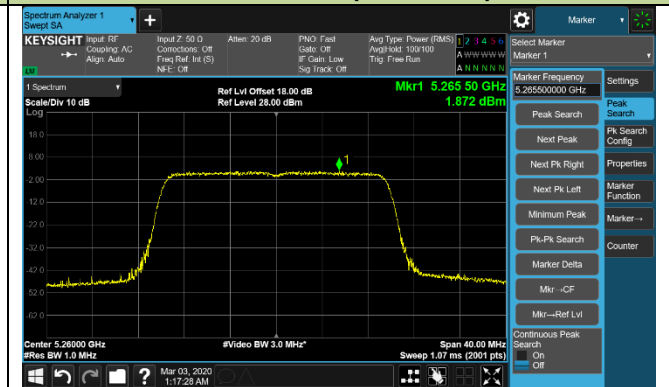 Spectrum Analyzer 1
Swept SA
+
Marker
KEYSIGHT Input: RF
Coupling: AC
Align: Auto
Input Z: 50 Ω
Corrections: Off
Freq Ref: Int (S)
NFE: Off
Atten: 20 dB
PNO: Fast
Gate: Off
IF Gain: Low
Sig Track: Off
Avg Type: Power (RMS)
Avg|Hold: 100/100
Trig: Free Run
1 2 3 4 5 6
A W W W W W
A N N N N N
Select Marker
Marker 1
1 Spectrum
Scale/Div 10 dB
Log
Ref Lvl Offset 18.00 dB
Ref Level 28.00 dBm
Mkr1 5.265 50 GHz
1.872 dBm
Marker Frequency
5.265500000 GHz
Settings
Peak Search
Peak
Search
Next Peak
Pk Search
Config
Next Pk Right
Properties
Next Pk Left
Marker
Function
Minimum Peak
Marker→
Pk-Pk Search
Counter
Marker Delta
Mkr→CF
Mkr→Ref Lvl
Continuous Peak
Search
On
Off
18.0
8.00
-2.00
-12.0
-22.0
-32.0
-42.0
-52.0
-62.0
1
Center 5.26000 GHz
#Res BW 1.0 MHz
#Video BW 3.0 MHz*
Span 40.00 MHz
Sweep 1.07 ms (2001 pts)
?
Mar 03, 2020
1:17:28 AM